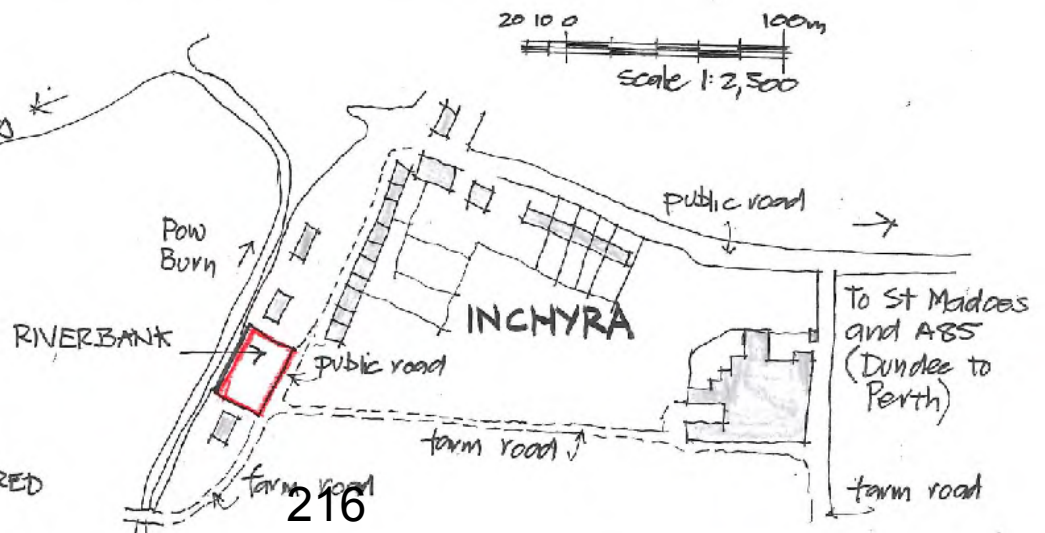 20 10 0 100m
scale 1:2,500
public road
Pow
Burn
INCHYRA
To St Madoes
and A85
(Dundee to
Perth)
RIVERBANK
public road
farm road
farm road
farm road
216